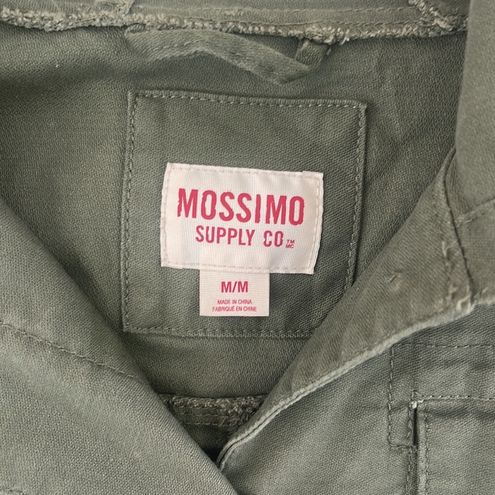 MOSSIMO
SUPPLY CO ™ MC
M/M
MADE IN CHINA
FABRIQUÉ EN CHINE